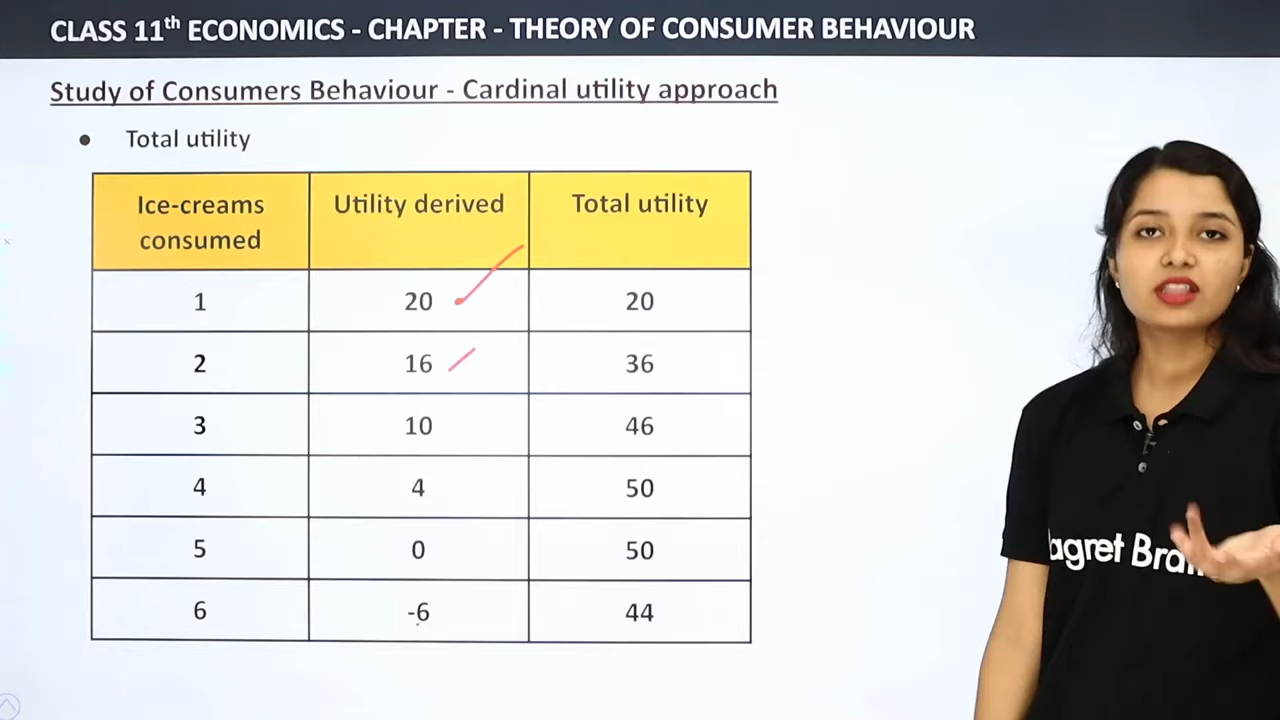 CLASS 11th ECONOMICS - CHAPTER - THEORY OF CONSUMER BEHAVIOUR
Study of Consumers Behaviour - Cardinal utility approach
● Total utility
Ice-creams consumed Utility derived Total utility
1 20 20
2 16 36
3 10 46
4 4 50
5 0 50
6 -6 44